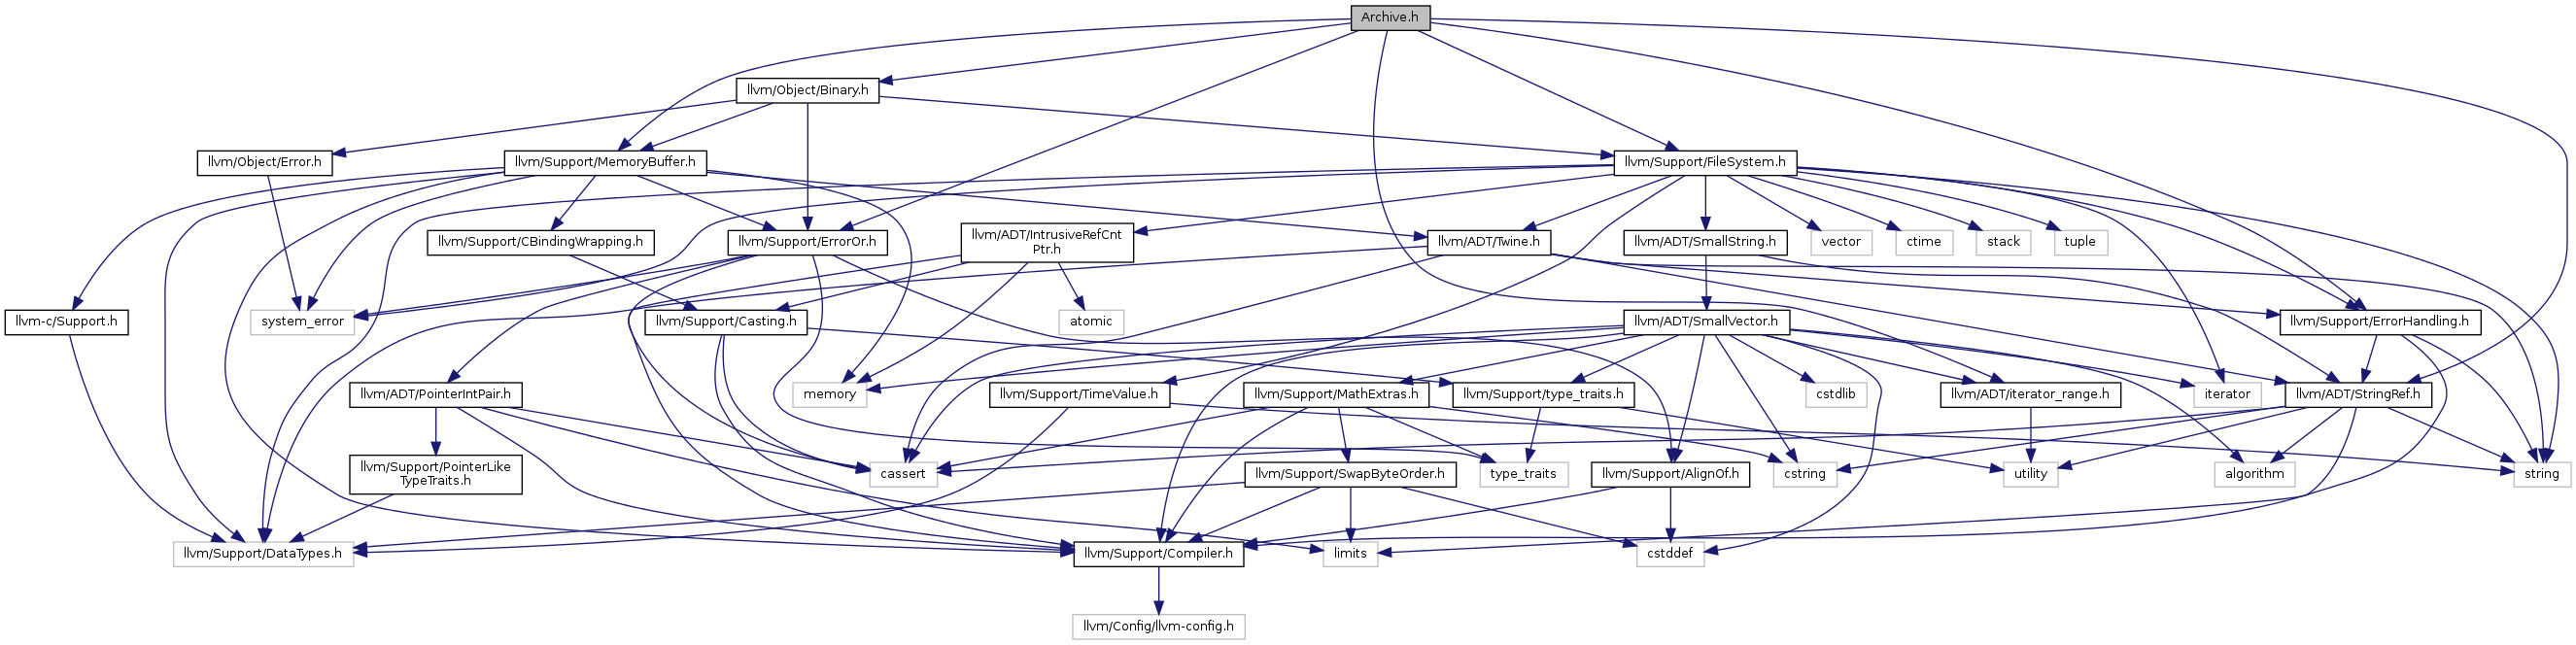 Archive.h
llvm/Object/Binary.h
llvm/Object/Error.h
llvm/Support/MemoryBuffer.h
llvm/Support/FileSystem.h
llvm/Support/CBindingWrapping.h
llvm/Support/ErrorOr.h
llvm/ADT/IntrusiveRefCnt
Ptr.h
llvm/ADT/Twine.h
llvm/ADT/SmallString.h
vector
ctime
stack
tuple
llvm-c/Support.h
system_error
llvm/Support/Casting.h
atomic
llvm/ADT/SmallVector.h
llvm/Support/ErrorHandling.h
llvm/ADT/PointerIntPair.h
memory
llvm/Support/TimeValue.h
llvm/Support/MathExtras.h
llvm/Support/type_traits.h
cstdlib
llvm/ADT/iterator_range.h
iterator
llvm/ADT/StringRef.h
llvm/Support/PointerLike
TypeTraits.h
cassert
llvm/Support/SwapByteOrder.h
type_traits
llvm/Support/AlignOf.h
cstring
utility
algorithm
string
llvm/Support/DataTypes.h
llvm/Support/Compiler.h
limits
cstddef
llvm/Config/llvm-config.h